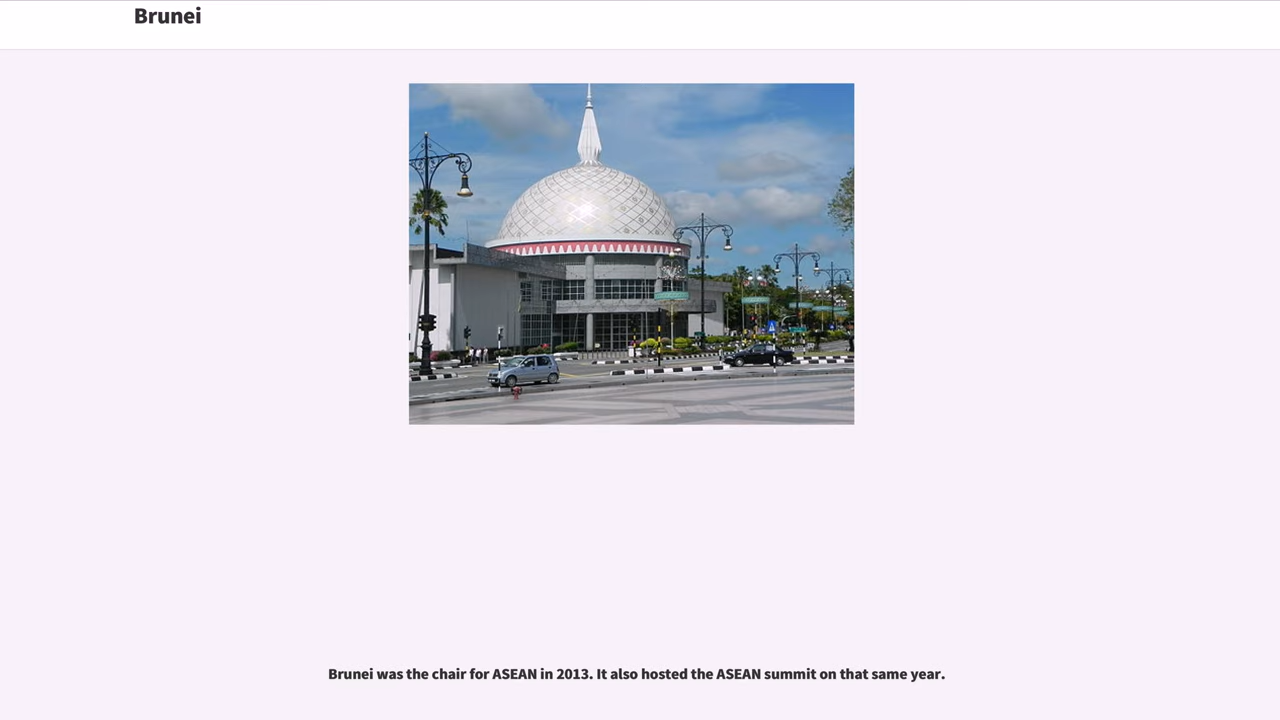 Brunei
Brunei was the chair for ASEAN in 2013. It also hosted the ASEAN summit on that same year.